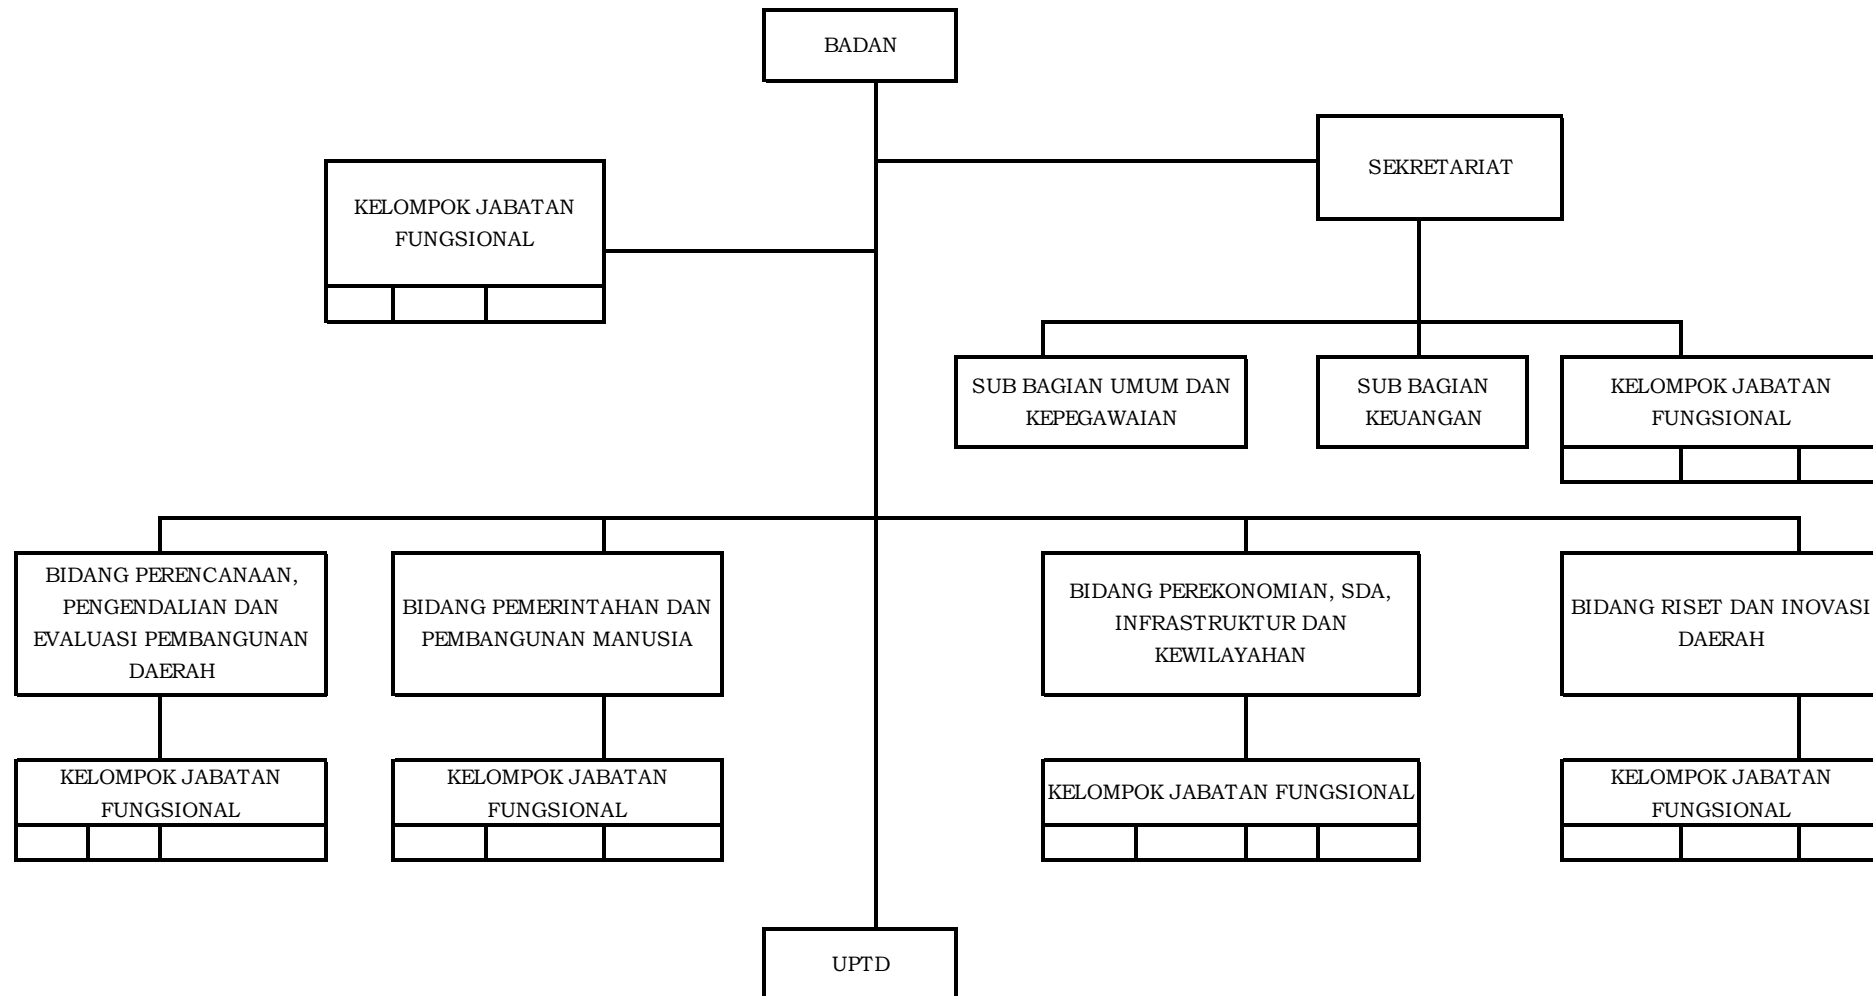 BADAN
SEKRETARIAT
KELOMPOK JABATAN
FUNGSIONAL
SUB BAGIAN UMUM DAN
KEPEGAWAIAN
SUB BAGIAN
KEUANGAN
KELOMPOK JABATAN
FUNGSIONAL
BIDANG PERENCANAAN,
PENGENDALIAN DAN
EVALUASI PEMBANGUNAN
DAERAH
BIDANG PEMERINTAHAN DAN
PEMBANGUNAN MANUSIA
BIDANG PEREKONOMIAN, SDA,
INFRASTRUKTUR DAN
KEWILAYAHAN
BIDANG RISET DAN INOVASI
DAERAH
KELOMPOK JABATAN
FUNGSIONAL
KELOMPOK JABATAN
FUNGSIONAL
KELOMPOK JABATAN FUNGSIONAL
KELOMPOK JABATAN
FUNGSIONAL
UPTD